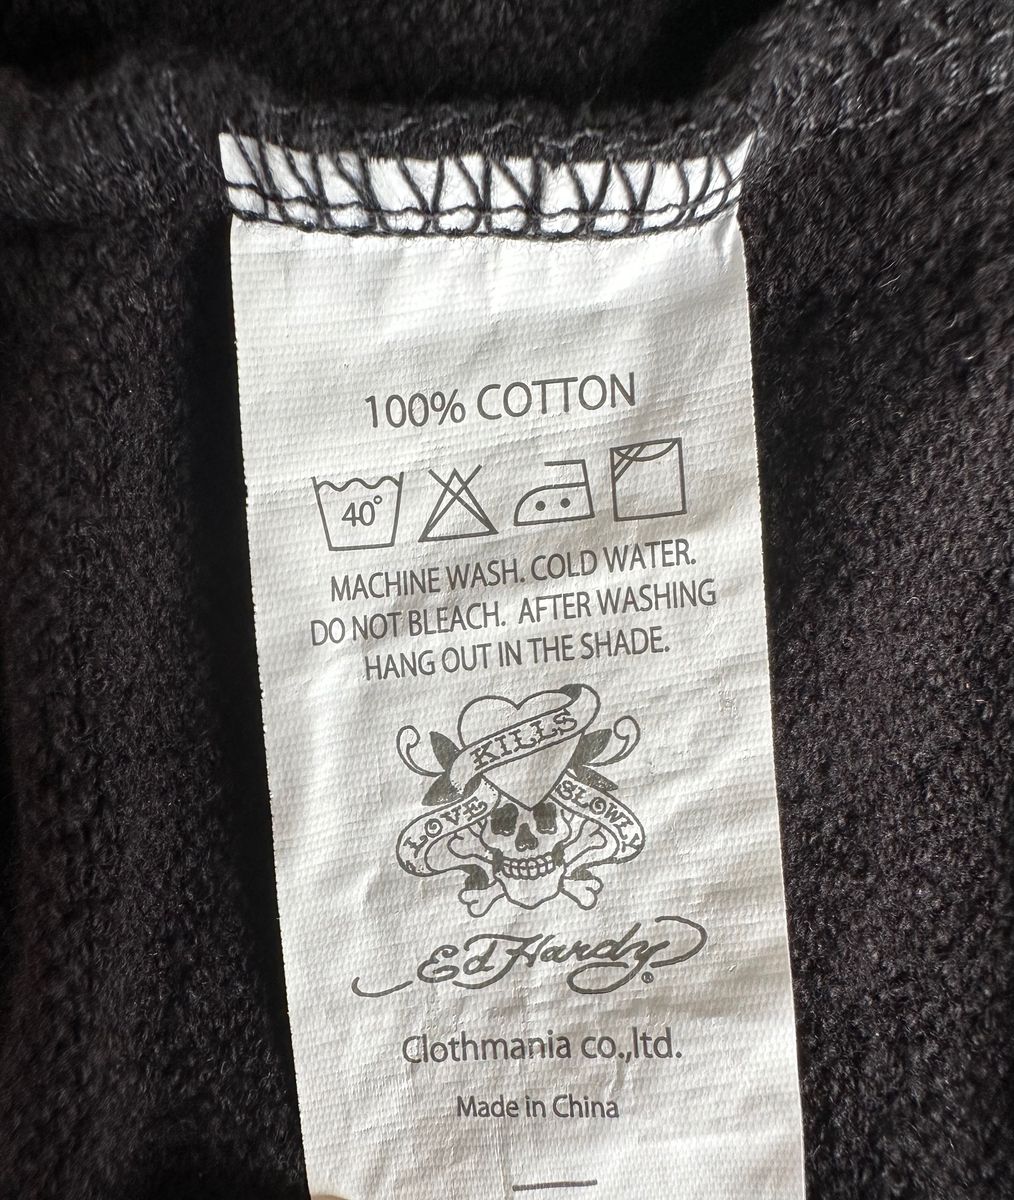 100% COTTON
40°
MACHINE WASH. COLD WATER.
DO NOT BLEACH. AFTER WASHING
HANG OUT IN THE SHADE.
KILLS
LOVE SLOWLY
Ed Hardy®
Clothmania co.,ltd.
Made in China